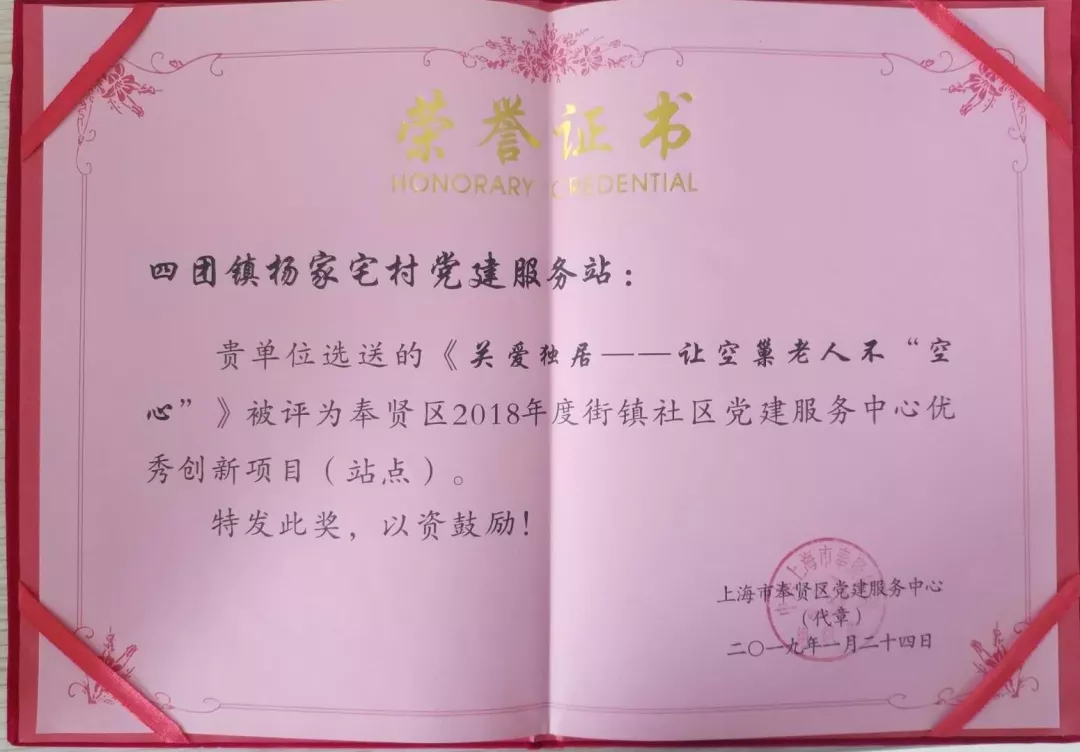 荣誉证书
HONORARY CREDENTIAL
四团镇杨家宅村党建服务站：
贵单位选送的《关爱独居——让空巢老人不“空
心”》被评为奉贤区2018年度街镇社区党建服务中心优
秀创新项目（站点）。
特发此奖，以资鼓励！
上海市奉贤
上海市奉贤区党建服务中心
（代章）
二〇一九年一月二十四日